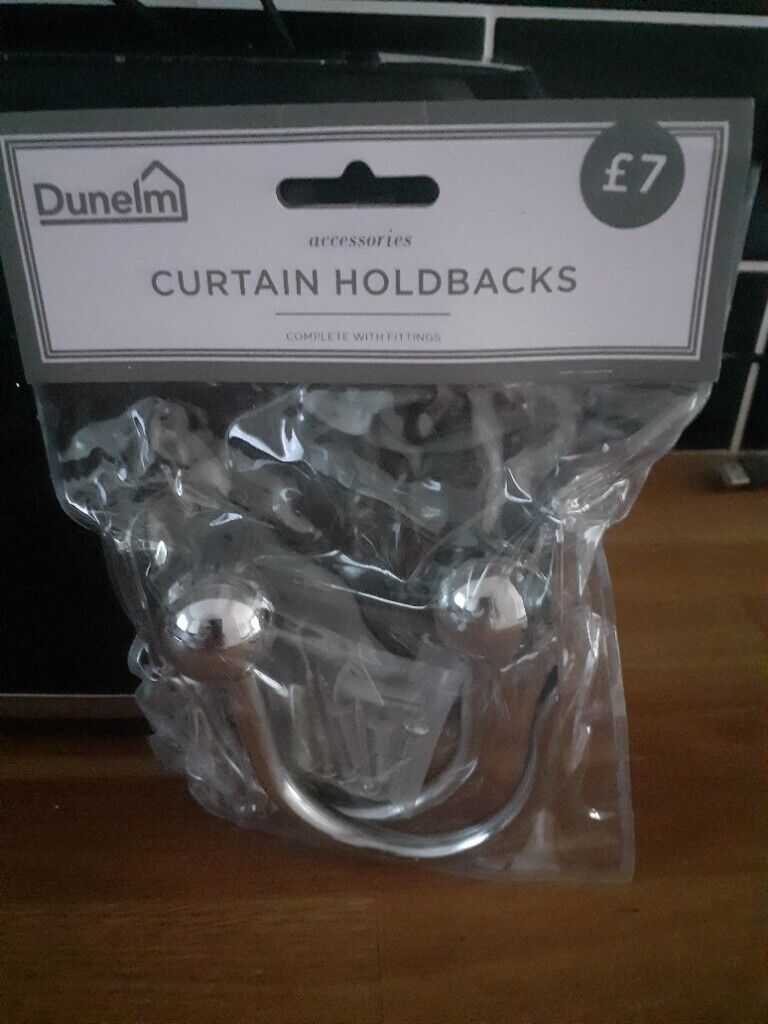 Dunelm
£7
accessories
CURTAIN HOLDBACKS
COMPLETE WITH FITTINGS